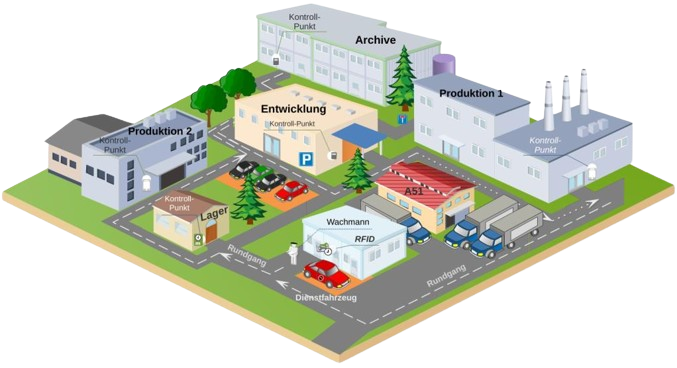 Kontroll-
Punkt
Archive
Produktion 1
Entwicklung
Kontroll-Punkt
Produktion 2
Kontroll-
Punkt
Kontroll-
Punkt
P
A51
Kontroll-
Punkt
Lager
Wachmann
RFID
Rundgang
Rundgang
Dienstfahrzeug